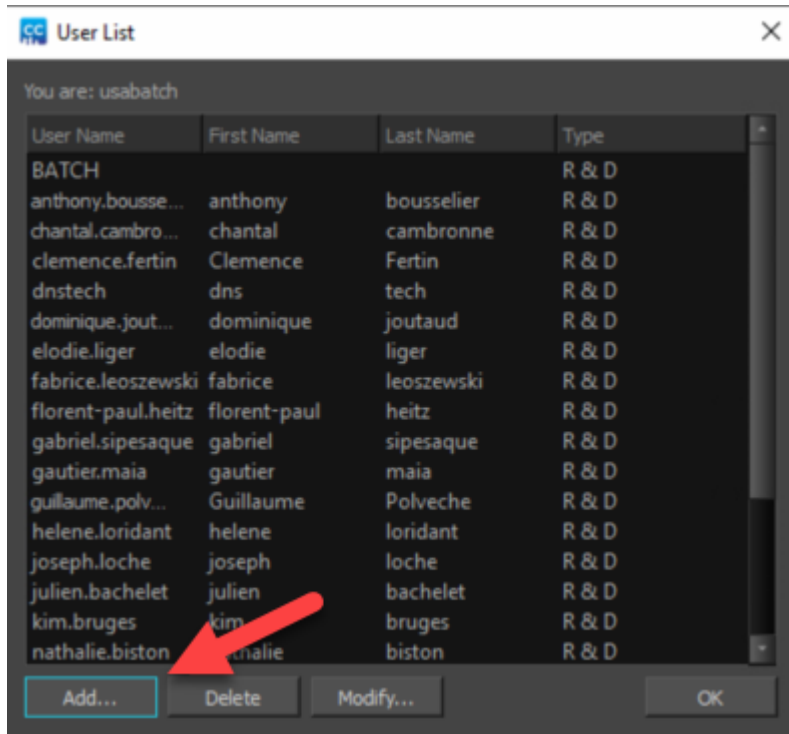 User List
You are: usabatch
User Name First Name Last Name Type
BATCH R & D
anthony.bousse... anthony bousselier R & D
chantal.cambro... chantal cambronne R & D
clemence.fertin Clemence Fertin R & D
dnstech dns tech R & D
dominique.jout... dominique joutaud R & D
elodie.liger elodie liger R & D
fabrice.leoszewski fabrice leoszewski R & D
florent-paul.heitz florent-paul heitz R & D
gabriel.sipesaque gabriel sipesaque R & D
gautier.maia gautier maia R & D
guillaume.polv... Guillaume Polveche R & D
helene.loridant helene loridant R & D
joseph.loche joseph loche R & D
julien.bachelet julien bachelet R & D
kim.bruges kim bruges R & D
nathalie.biston nathalie biston R & D
Add... Delete Modify... OK